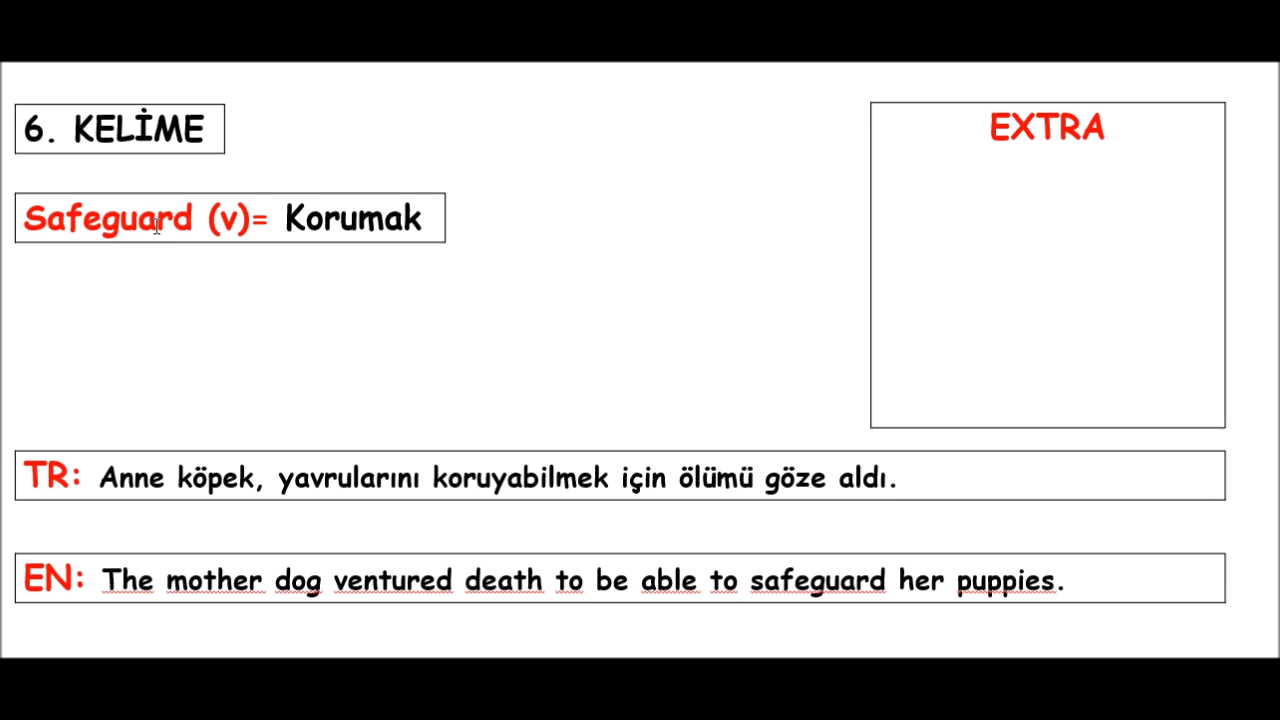 6. KELİME
EXTRA
Safeguard (v)= Korumak
TR: Anne köpek, yavrularını koruyabilmek için ölümü göze aldı.
EN: The mother dog ventured death to be able to safeguard her puppies.